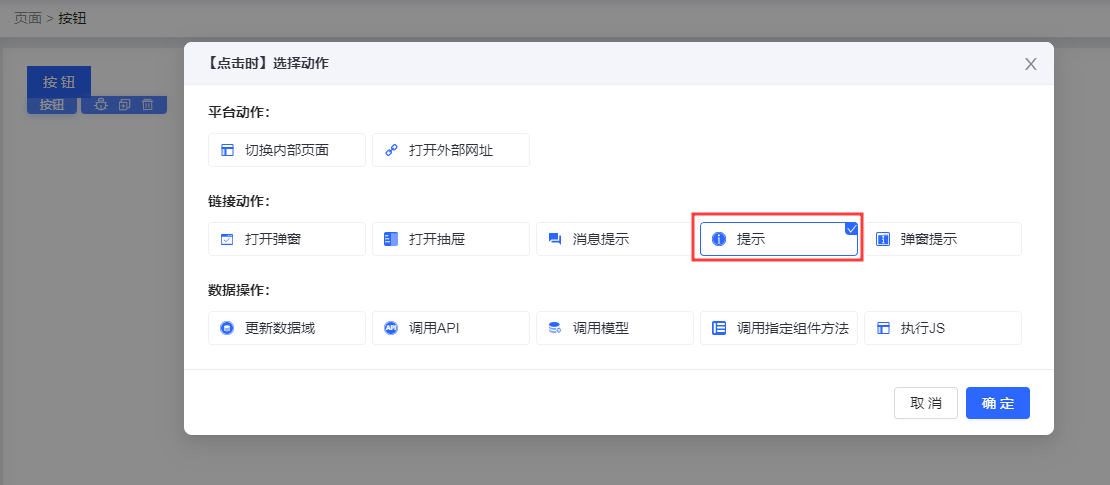 页面 > 按钮
【点击时】选择动作
按 钮
按钮
平台动作:
切换内部页面 打开外部网址
链接动作:
打开弹窗 打开抽屉 消息提示 提示 弹窗提示
数据操作:
更新数据域 API 调用API 调用模型 调用指定组件方法 执行JS
取 消 确 定